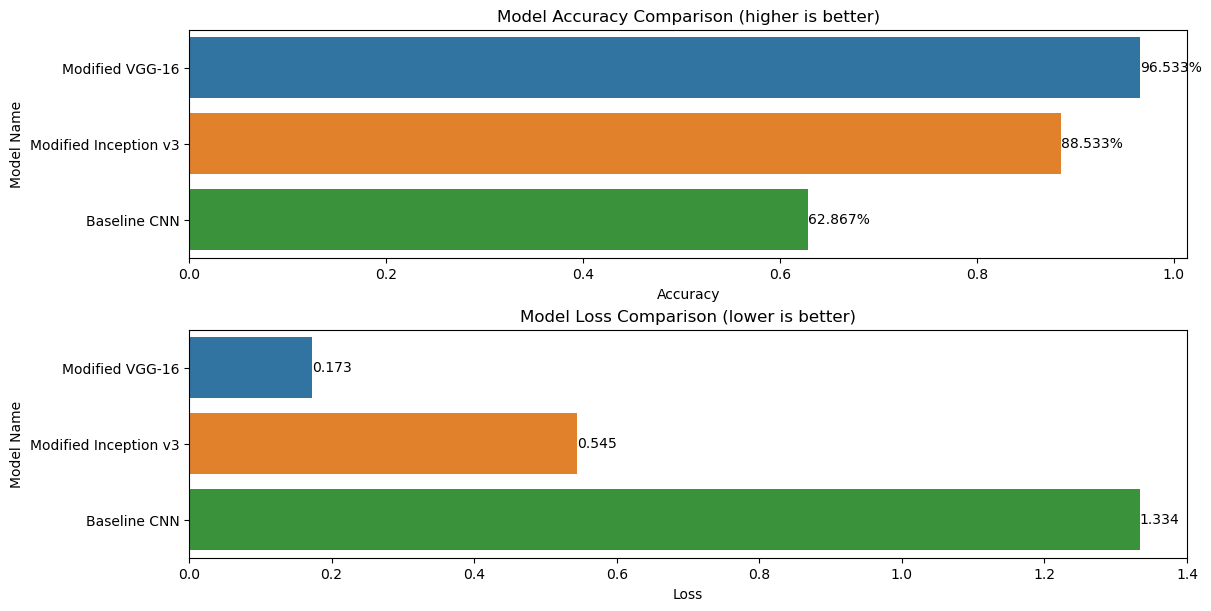 Model Accuracy Comparison (higher is better)
Model Name
Modified VGG-16
96.533%
Modified Inception v3
88.533%
Baseline CNN
62.867%
0.0 0.2 0.4 0.6 0.8 1.0
Accuracy
Model Loss Comparison (lower is better)
Model Name
Modified VGG-16
0.173
Modified Inception v3
0.545
Baseline CNN
1.334
0.0 0.2 0.4 0.6 0.8 1.0 1.2 1.4
Loss